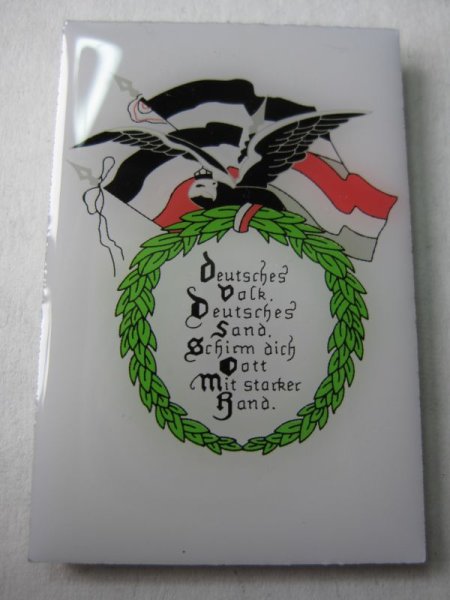 Deutsches
Volk.
Deutsches
Land.
Schirm dich
Gott
Mit starker
Hand.